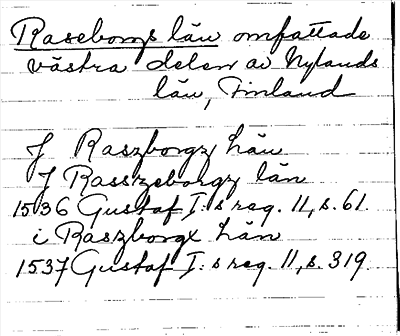 Raseborgs län omfattade
västra delen av Nylands
län, Finland
J Raszborgz Län
J Rasszeborgz län
1536 Gustaf I:s reg. 11, s. 61.
i Raszborgx Län
1537 Gustaf I:s reg. 11, s. 319.